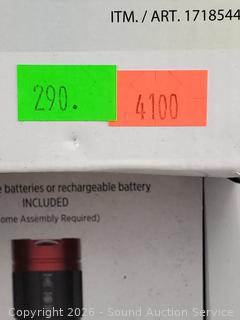 ITM. / ART. 1718544
290.
4100
e batteries or rechargeable battery
INCLUDED
ome Assembly Required)
Copyright 2026 - Sound Auction Service